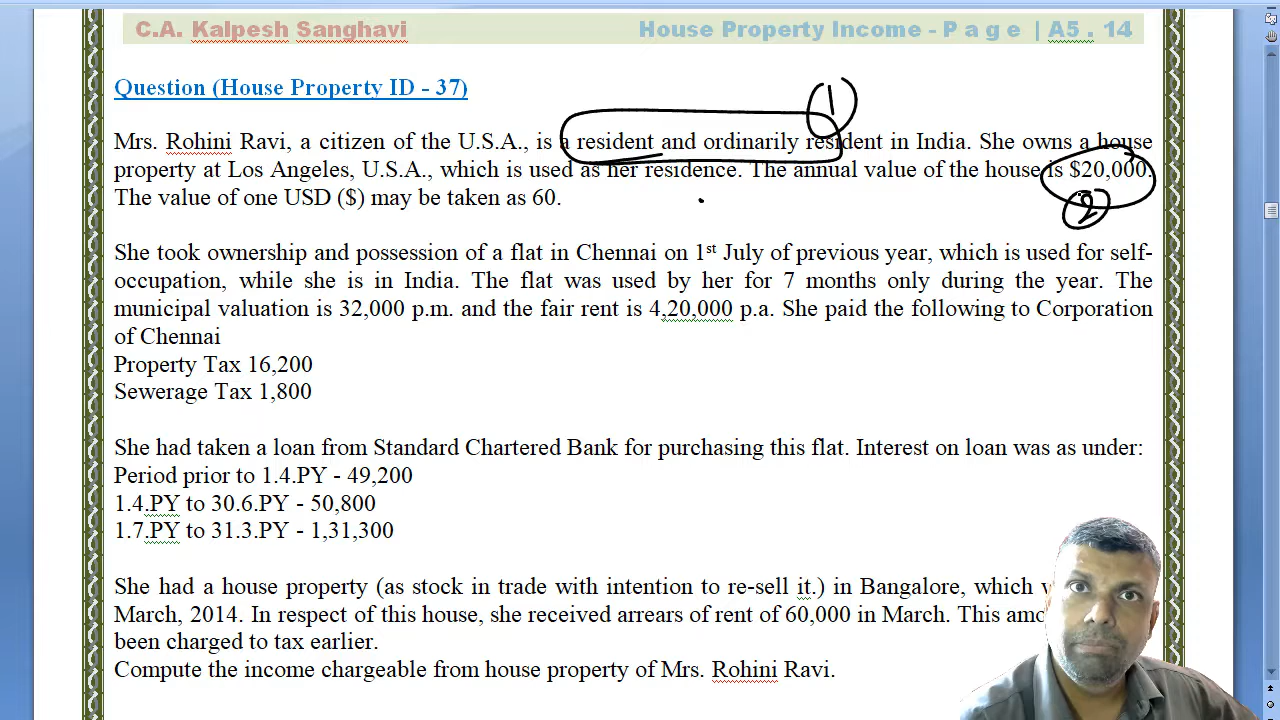 C.A. Kalpesh Sanghavi House Property Income - P a g e | A5 . 14
Question (House Property ID - 37)
1
Mrs. Rohini Ravi, a citizen of the U.S.A., is a resident and ordinarily resident in India. She owns a house
property at Los Angeles, U.S.A., which is used as her residence. The annual value of the house is $20,000.
The value of one USD ($) may be taken as 60.
2
She took ownership and possession of a flat in Chennai on 1st July of previous year, which is used for self-
occupation, while she is in India. The flat was used by her for 7 months only during the year. The
municipal valuation is 32,000 p.m. and the fair rent is 4,20,000 p.a. She paid the following to Corporation
of Chennai
Property Tax 16,200
Sewerage Tax 1,800
She had taken a loan from Standard Chartered Bank for purchasing this flat. Interest on loan was as under:
Period prior to 1.4.PY - 49,200
1.4.PY to 30.6.PY - 50,800
1.7.PY to 31.3.PY - 1,31,300
She had a house property (as stock in trade with intention to re-sell it.) in Bangalore, which
March, 2014. In respect of this house, she received arrears of rent of 60,000 in March. This
been charged to tax earlier.
Compute the income chargeable from house property of Mrs. Rohini Ravi.